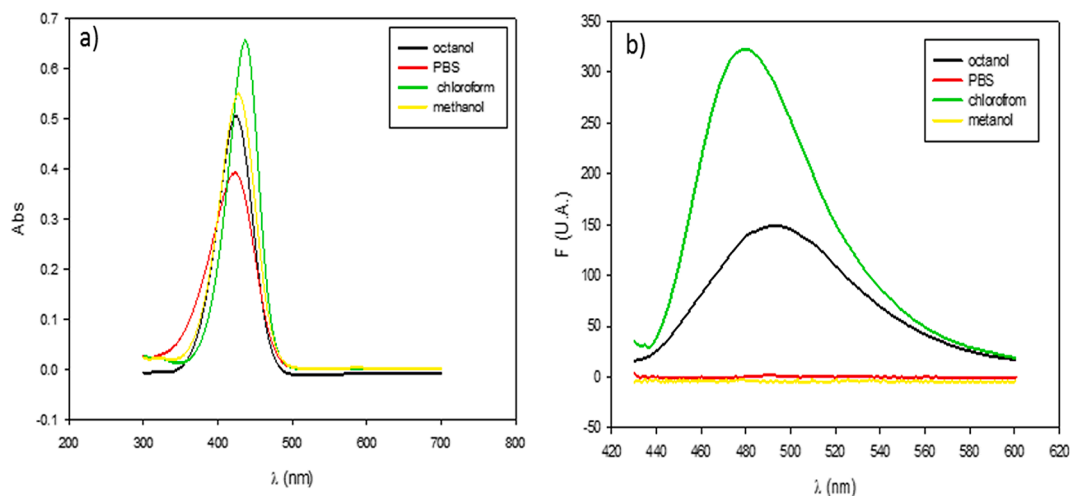 a)
0.7
0.6
0.5
0.4
0.3
0.2
0.1
0.0
-0.1
Abs
200 300 400 500 600 700 800
λ (nm)
octanol
PBS
chloroform
methanol
b)
350
300
250
200
150
100
50
0
-50
F (U.A.)
420 440 460 480 500 520 540 560 580 600 620
λ (nm)
octanol
PBS
chlorofrom
metanol